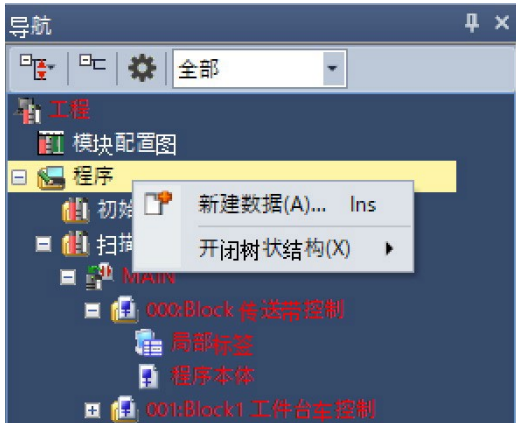 导航
全部
工程
模块配置图
程序
初始
新建数据(A)... Ins
扫描
开闭树状结构(X)
MAIN
000:Block 传送带控制
局部标签
程序本体
001:Block1 工件台车控制